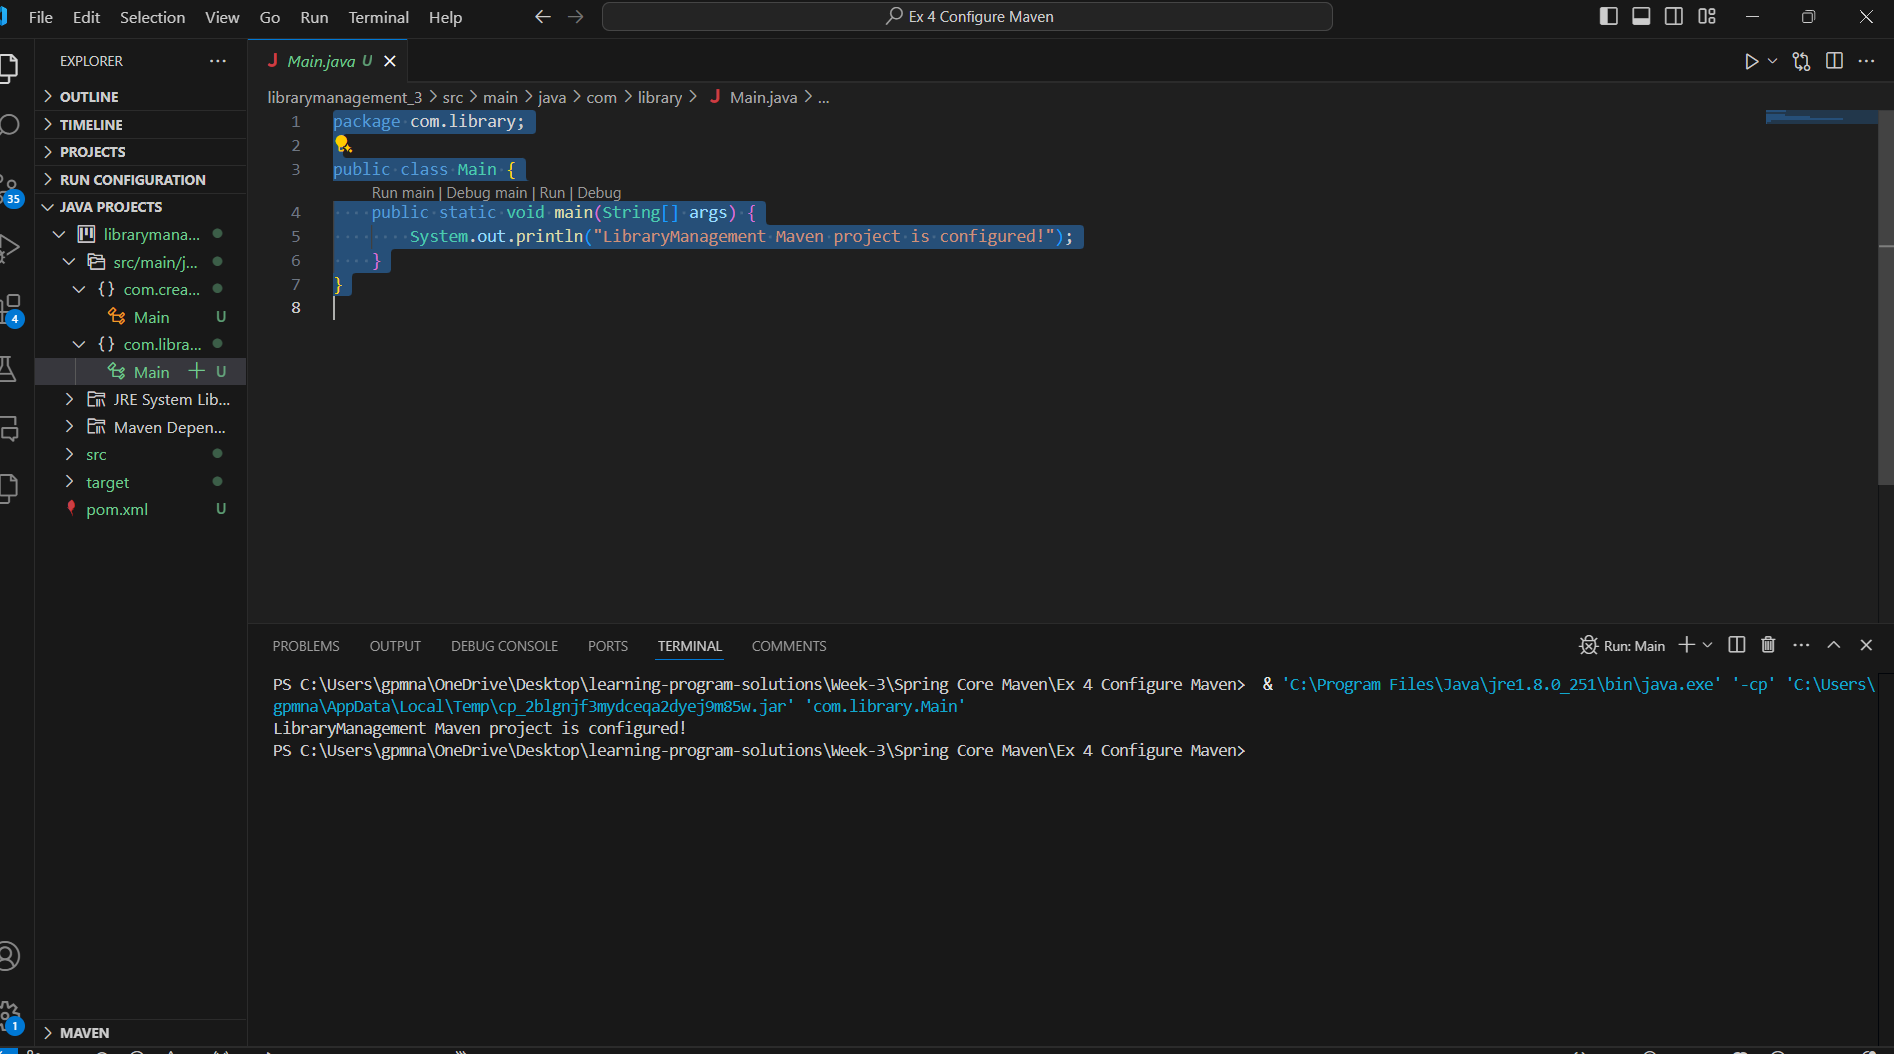 File Edit Selection View Go Run Terminal Help
Ex 4 Configure Maven
EXPLORER
OUTLINE
TIMELINE
PROJECTS
RUN CONFIGURATION
JAVA PROJECTS
librarymana...
src/main/j...
com.crea...
Main U
com.libra...
Main U
JRE System Lib...
Maven Depen...
src
target
pom.xml U
MAVEN
35
4
1
Main.java U
librarymanagement_3 > src > main > java > com > library > Main.java > ...
1 package com.library;
2
3 public class Main {
Run main | Debug main | Run | Debug
4 public static void main(String[] args) {
5 System.out.println("LibraryManagement Maven project is configured!");
6 }
7 }
8
PROBLEMS OUTPUT DEBUG CONSOLE PORTS TERMINAL COMMENTS
Run: Main
PS C:\Users\gpmna\OneDrive\Desktop\learning-program-solutions\Week-3\Spring Core Maven\Ex 4 Configure Maven> & 'C:\Program Files\Java\jre1.8.0_251\bin\java.exe' '-cp' 'C:\Users\
gpmna\AppData\Local\Temp\cp_2blgnjf3mydceqa2dyej9m85w.jar' 'com.library.Main'
LibraryManagement Maven project is configured!
PS C:\Users\gpmna\OneDrive\Desktop\learning-program-solutions\Week-3\Spring Core Maven\Ex 4 Configure Maven>